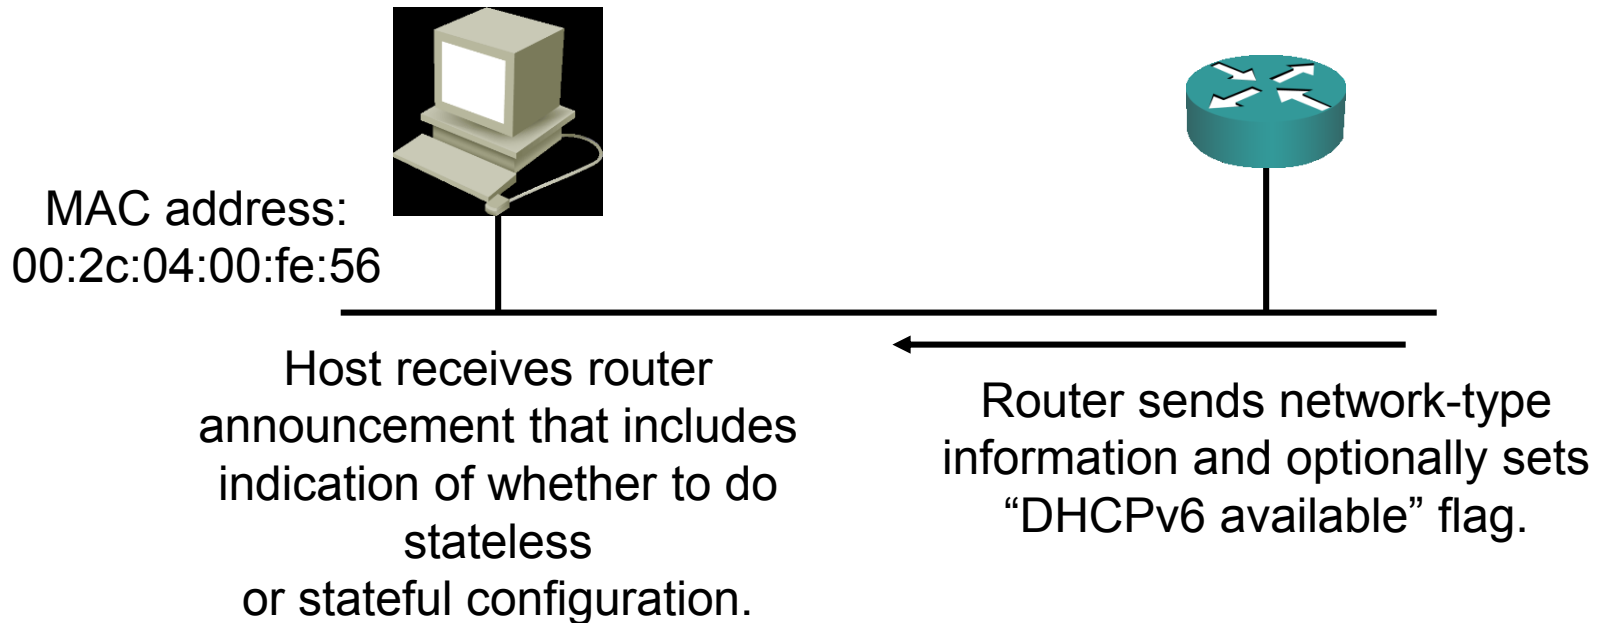 MAC address:
00:2c:04:00:fe:56
Host receives router
announcement that includes
indication of whether to do
stateless
or stateful configuration.
Router sends network-type
information and optionally sets
“DHCPv6 available” flag.